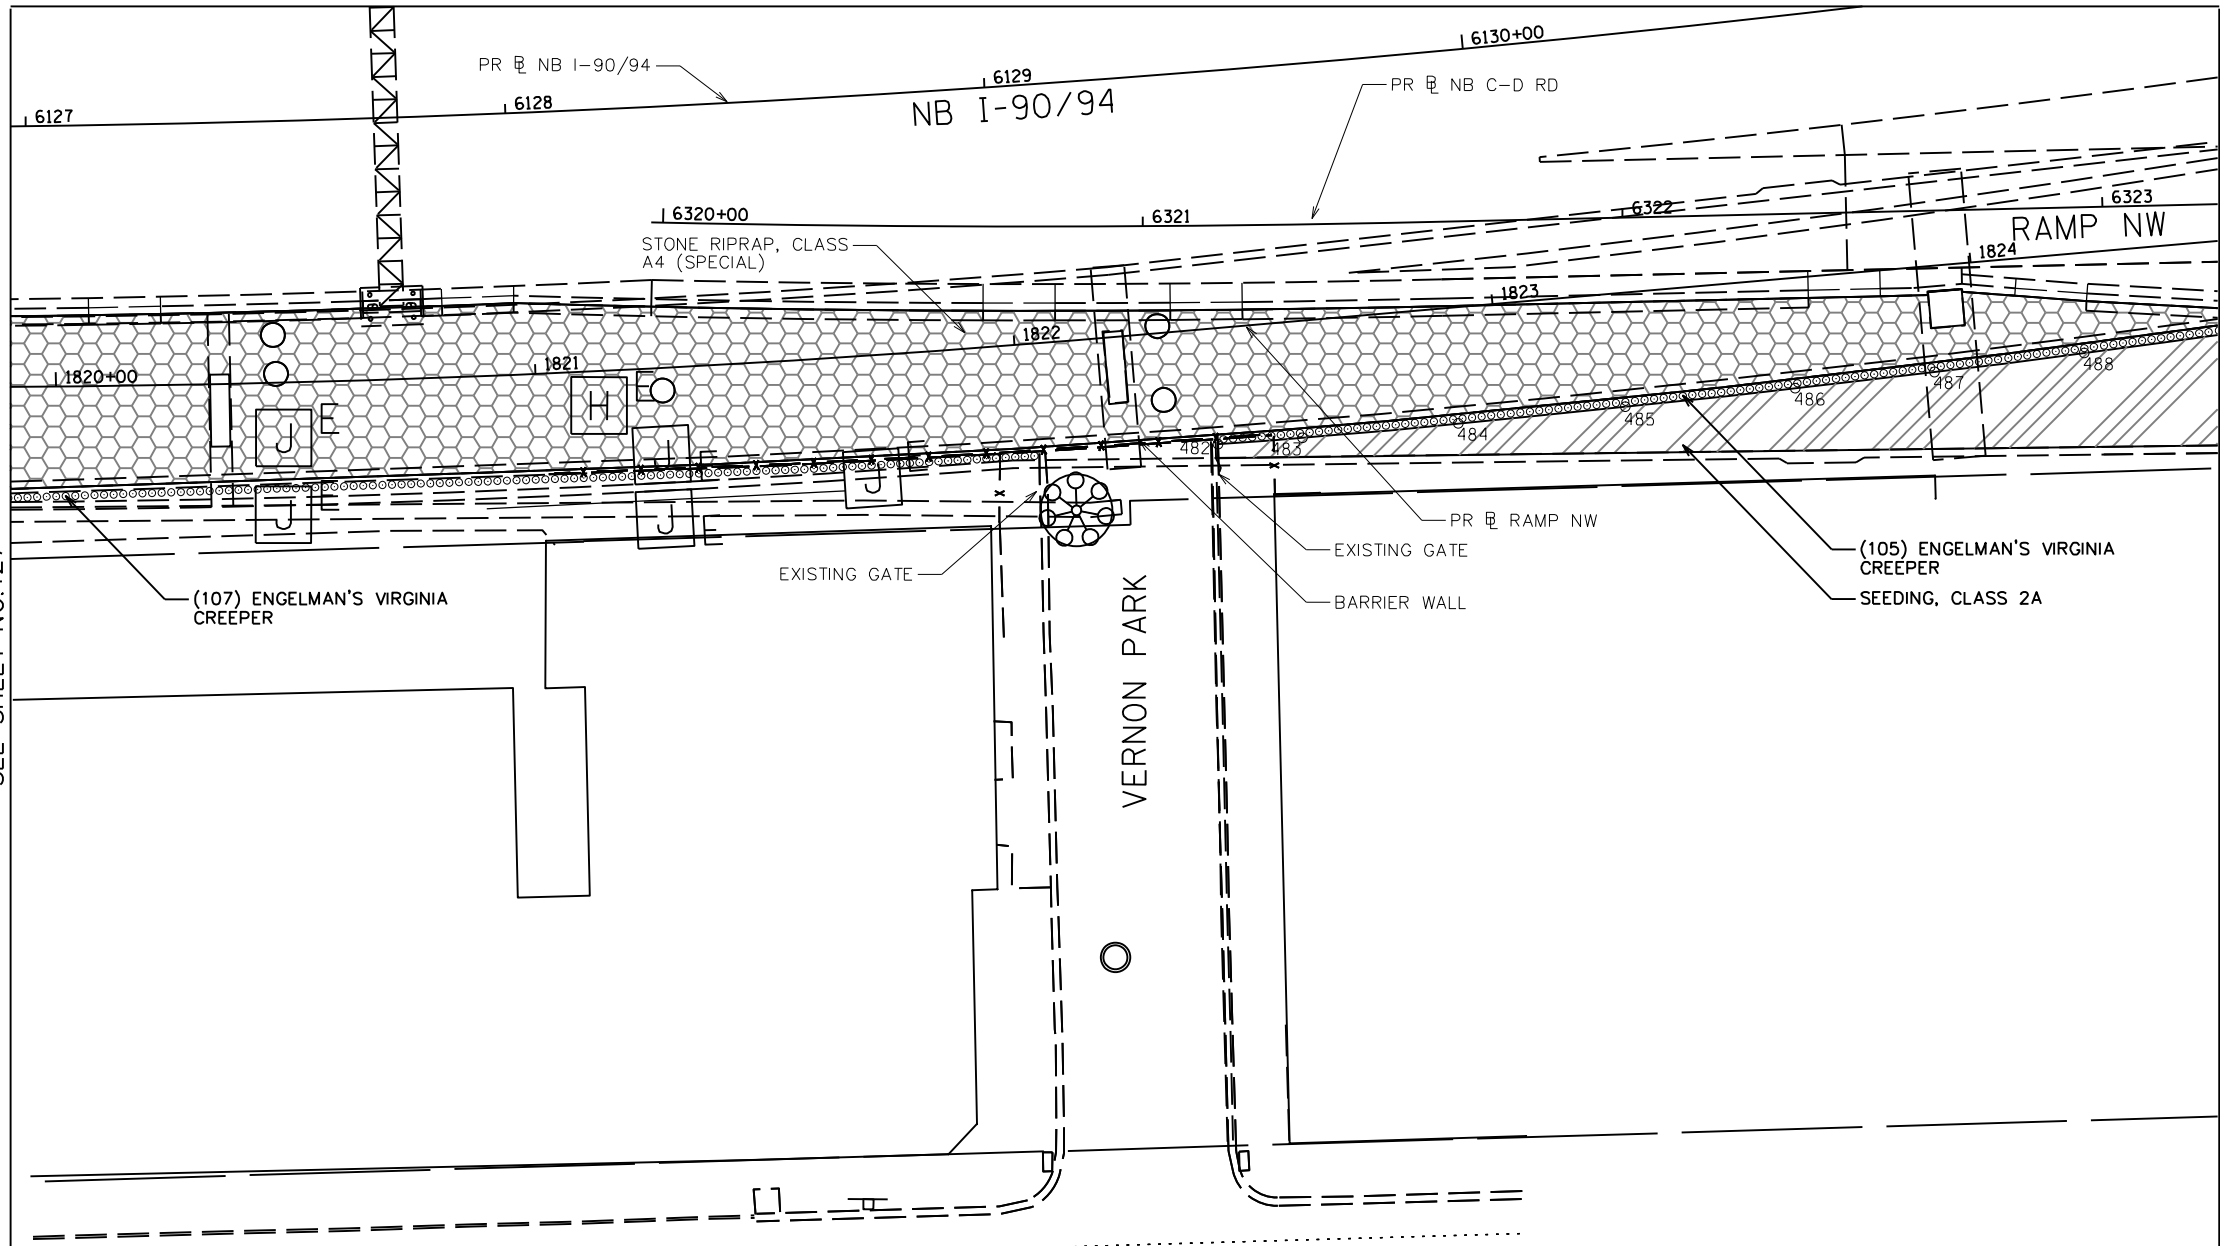 6130+00
PR ⅊ NB I-90/94
6129
PR ⅊ NB C-D RD
6128
NB I-90/94
6127
6323
6322
6320+00
6321
RAMP NW
STONE RIPRAP, CLASS
A4 (SPECIAL)
1824
1823
1822
1821
1820+00
488
487
486
485
484
483
482
E
H
E
J
J
E
J
E
J
E
J
E
PR ⅊ RAMP NW
EXISTING GATE
EXISTING GATE
BARRIER WALL
(105) ENGELMAN'S VIRGINIA
CREEPER
SEEDING, CLASS 2A
(107) ENGELMAN'S VIRGINIA
CREEPER
VERNON PARK